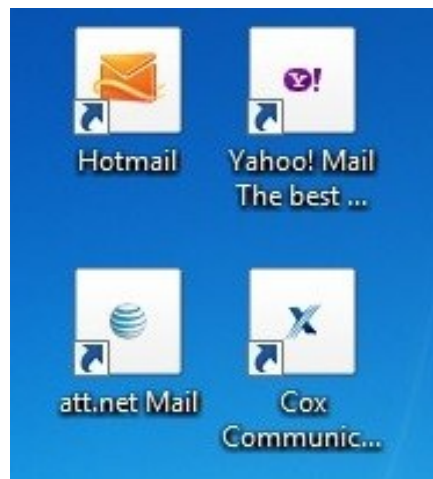 Y!
Hotmail
Yahoo! Mail
The best ...
att.net Mail
Cox
Communic...